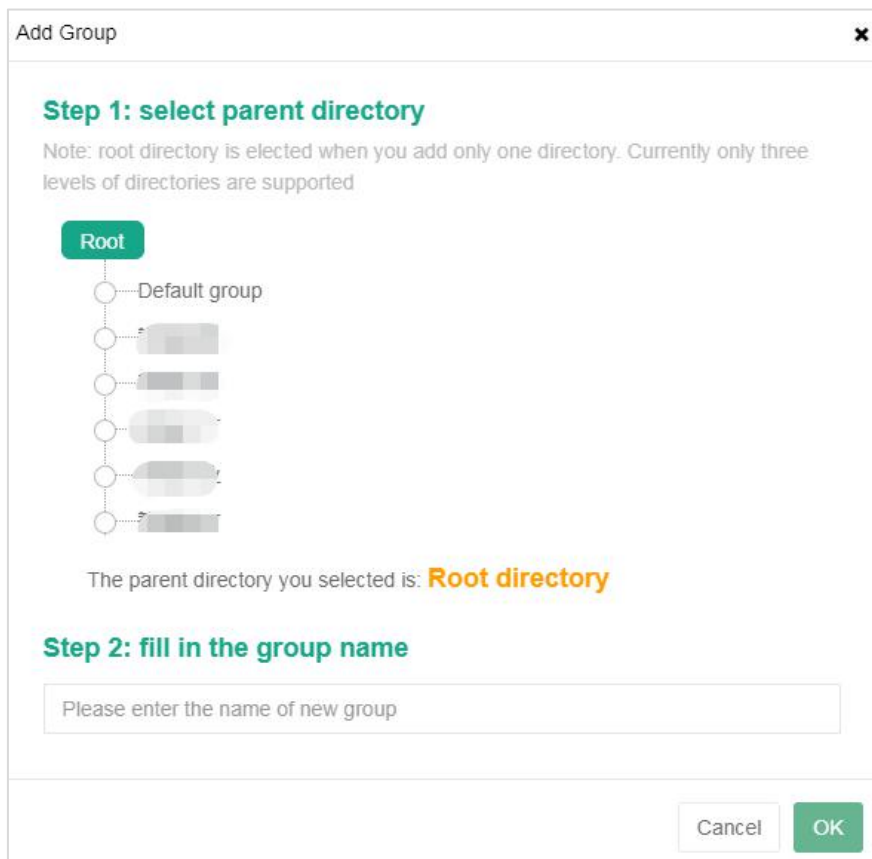 Add Group
Step 1: select parent directory
Note: root directory is elected when you add only one directory. Currently only three
levels of directories are supported
Root
Default group
The parent directory you selected is: Root directory
Step 2: fill in the group name
Please enter the name of new group
Cancel OK